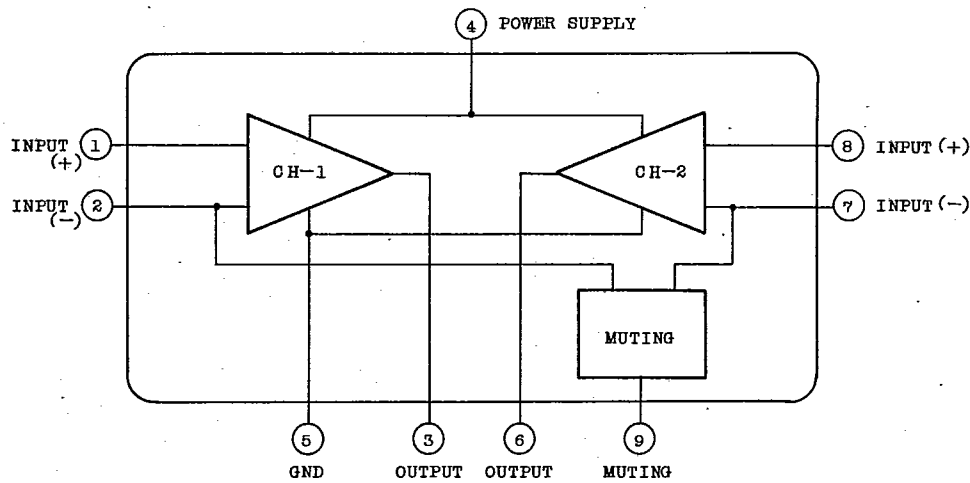 4 POWER SUPPLY
INPUT (+) 1
CH-1
CH-2
8 INPUT (+)
INPUT (-) 2
7 INPUT (-)
MUTING
5 3 6 9
GND OUTPUT OUTPUT MUTING